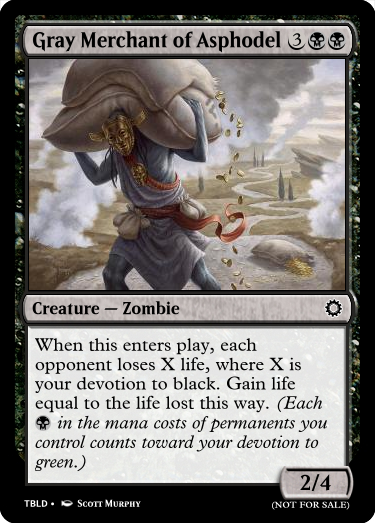 Gray Merchant of Asphodel 3
Creature — Zombie
When this enters play, each
opponent loses X life, where X is
your devotion to black. Gain life
equal to the life lost this way. (Each
in the mana costs of permanents you
control counts toward your devotion to
green.)
2/4
TBLD • Scott Murphy
(NOT FOR SALE)